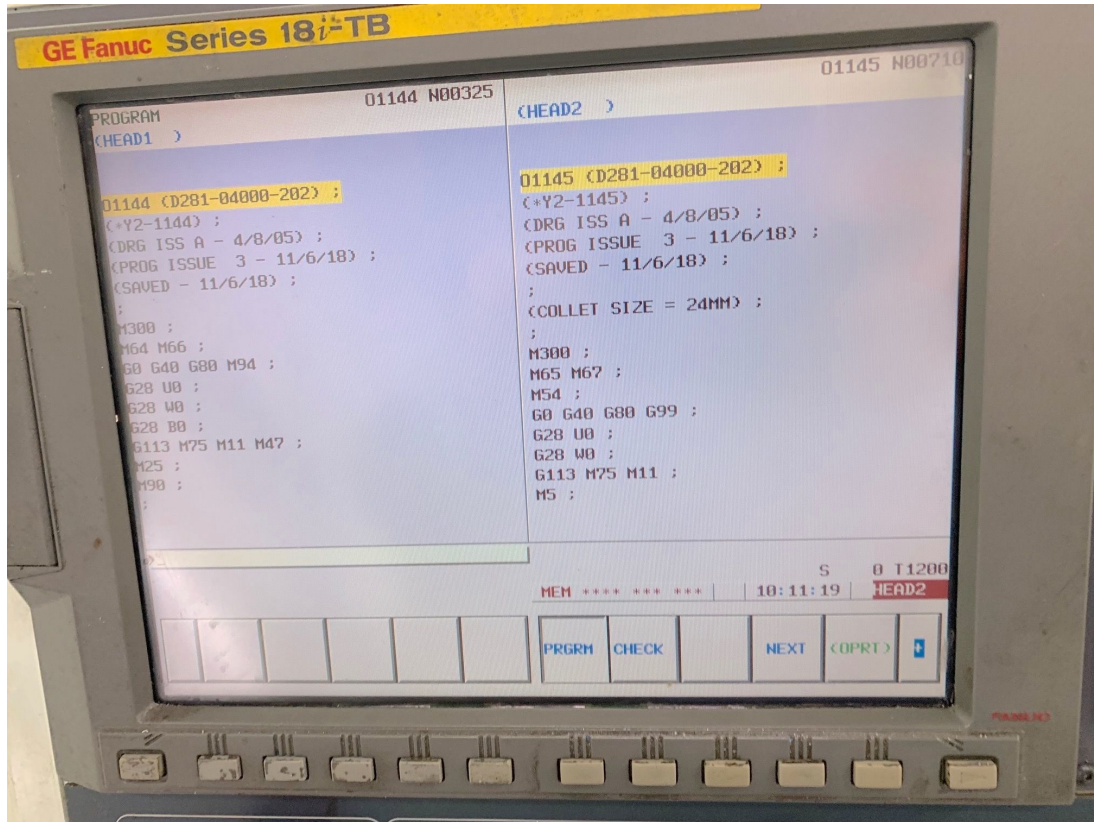 GE Fanuc Series 18i-TB
PROGRAM
O1144 N00325
(HEAD1 )
O1144 (D281-04000-202) ;
(*Y2-1144) ;
(DRG ISS A - 4/8/05) ;
(PROG ISSUE 3 - 11/6/18) ;
(SAVED - 11/6/18) ;
;
M300 ;
M64 M66 ;
G0 G40 G80 M94 ;
G28 U0 ;
G28 W0 ;
G28 B0 ;
G113 M75 M11 M47 ;
M25 ;
M90 ;
;
O1145 N00710
(HEAD2 )
O1145 (D281-04000-202) ;
(*Y2-1145) ;
(DRG ISS A - 4/8/05) ;
(PROG ISSUE 3 - 11/6/18) ;
(SAVED - 11/6/18) ;
;
(COLLET SIZE = 24MM) ;
;
M300 ;
M65 M67 ;
M54 ;
G0 G40 G80 G99 ;
G28 U0 ;
G28 W0 ;
G113 M75 M11 ;
M5 ;
>_
S 0 T1200
MEM **** *** *** 10:11:19 HEAD2
PRGRM CHECK NEXT (OPRT) +
FANUC